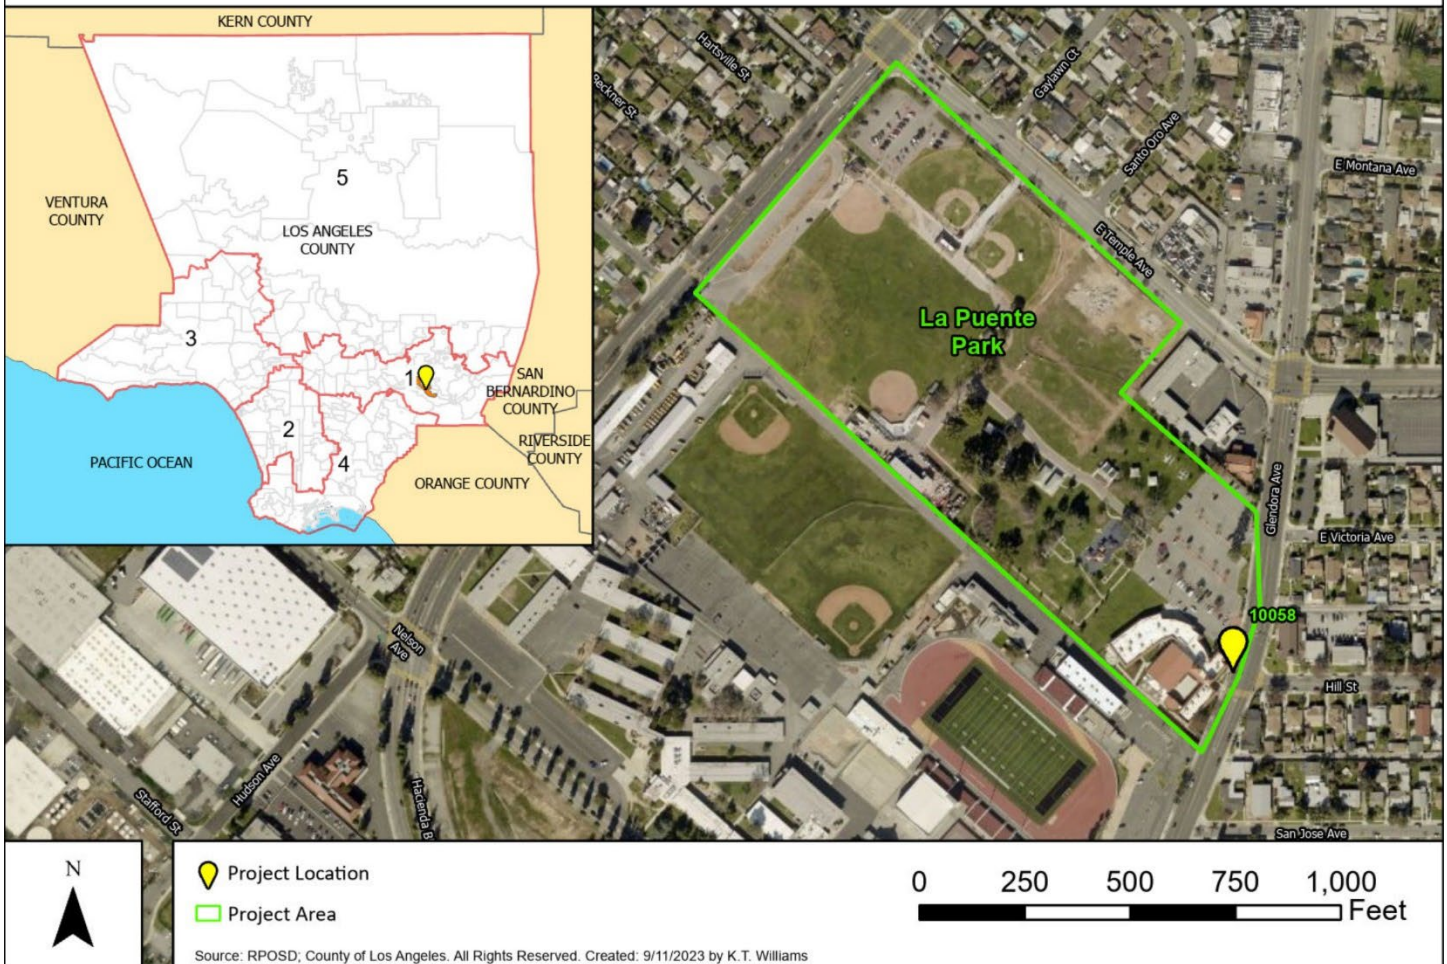 KERN COUNTY
5
VENTURA
COUNTY
LOS ANGELES
COUNTY
3
1
SAN
BERNARDINO
COUNTY
2
RIVERSIDE
COUNTY
4
PACIFIC OCEAN
ORANGE COUNTY
Hartsville St
Beckner St
Gaylawn Ct
Santo Oro Ave
E Montana Ave
E Temple Ave
La Puente
Park
Glendora Ave
E Victoria Ave
10058
Nelson
Ave
Hill St
Hudson Ave
Stafford St
Hacienda B
San Jose Ave
N
Project Location
Project Area
0 250 500 750 1,000
Feet
Source: RPOSD; County of Los Angeles. All Rights Reserved. Created: 9/11/2023 by K.T. Williams